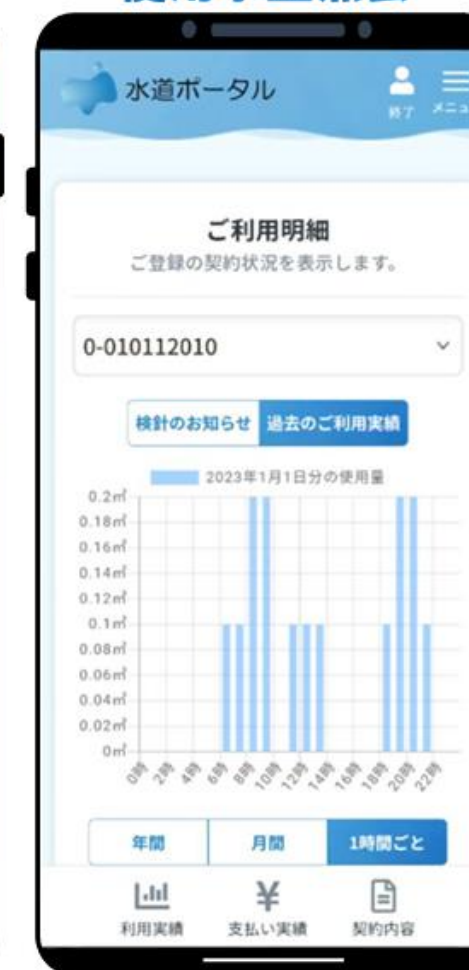 水道ポータル
終了
ご利用明細
ご登録の契約状況を表示します。
0-010112010
検針のお知らせ 過去のご利用実績
2023年1月1日分の使用量
0.2㎥
0.18㎥
0.16㎥
0.14㎥
0.12㎥
0.1㎥
0.08㎥
0.06㎥
0.04㎥
0.02㎥
0㎥
0時 2時 4時 6時 8時 10時 12時 14時 16時 18時 20時 22時
年間 月間 1時間ごと
利用実績 支払い実績 契約内容